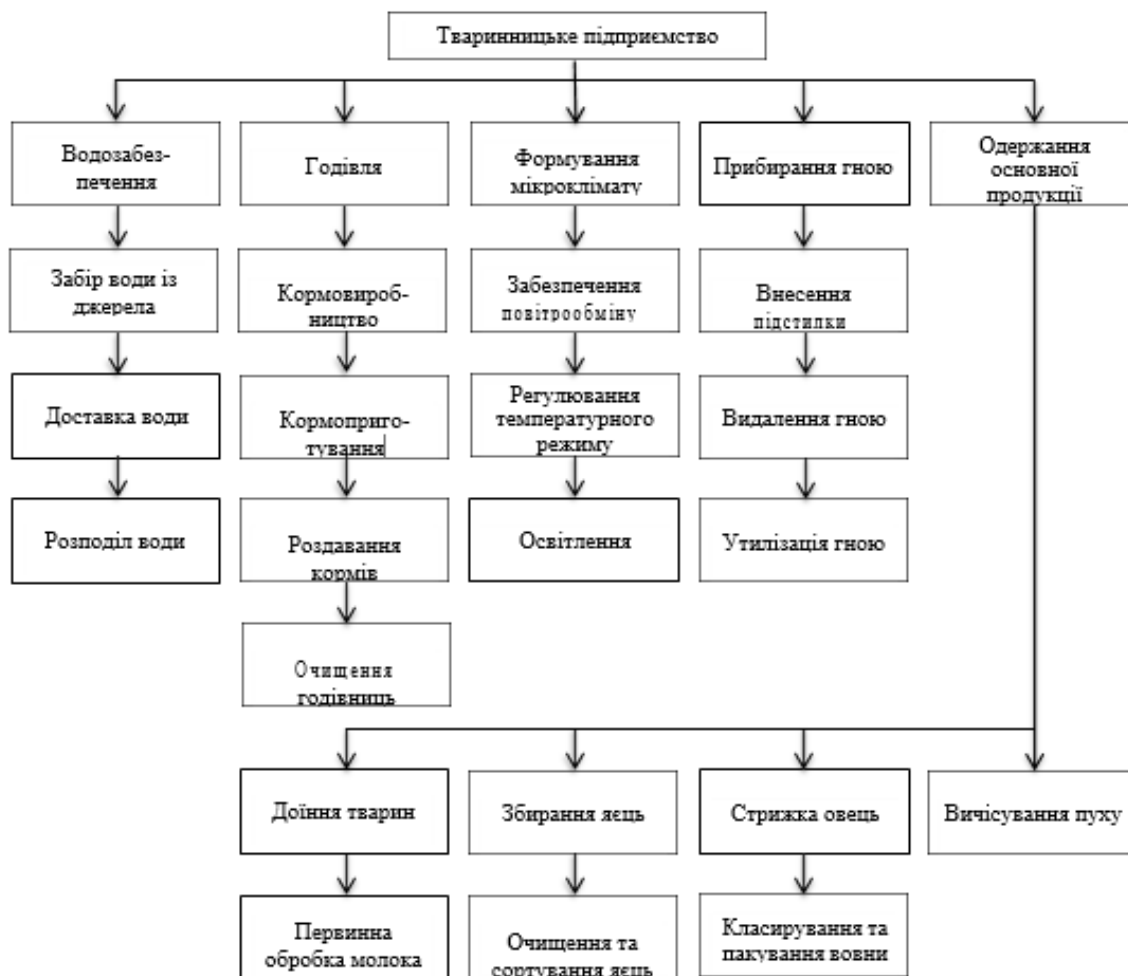 Тваринницьке підприємство
Водозабез-
печення
Годівля
Формування
мікроклімату
Прибирання гною
Одержання
основної
продукції
Забір води із
джерела
Кормовироб-
ництво
Забезпечення
повітрообміну
Внесення
підстилки
Доставка води
Кормоприго-
тування
Регулювання
температурного
режиму
Видалення гною
Розподіл води
Роздавання
кормів
Освітлення
Утилізація гною
Очищення
годівниць
Доїння тварин
Збирання яєць
Стрижка овець
Вичісування пуху
Первинна
обробка молока
Очищення та
сортування яєць
Класирування та
пакування вовни